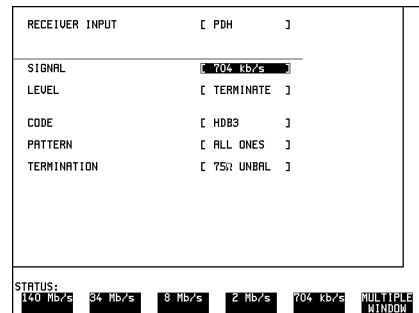 RECEIVER INPUT [ PDH ]
SIGNAL [ 704 kb/s ]
LEVEL [ TERMINATE ]
CODE [ HDB3 ]
PATTERN [ ALL ONES ]
TERMINATION [ 75Ω UNBAL ]
STATUS:
140 Mb/s 34 Mb/s 8 Mb/s 2 Mb/s 704 kb/s MULTIPLE
WINDOW